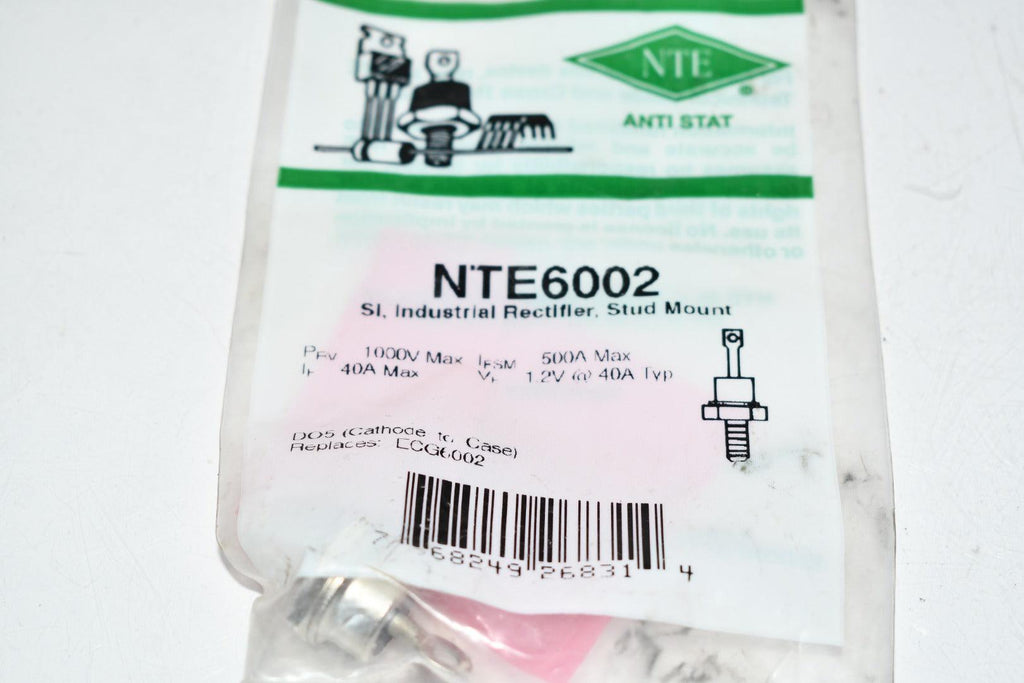 NTE
®
ANTI STAT
NTE6002
SI, Industrial Rectifier, Stud Mount
PRV 1000V Max IFSM 500A Max
IF 40A Max VF 1.2V @ 40A Typ
DO5 (Cathode to Case)
Replaces: ECG6002
7 68249 26831 4